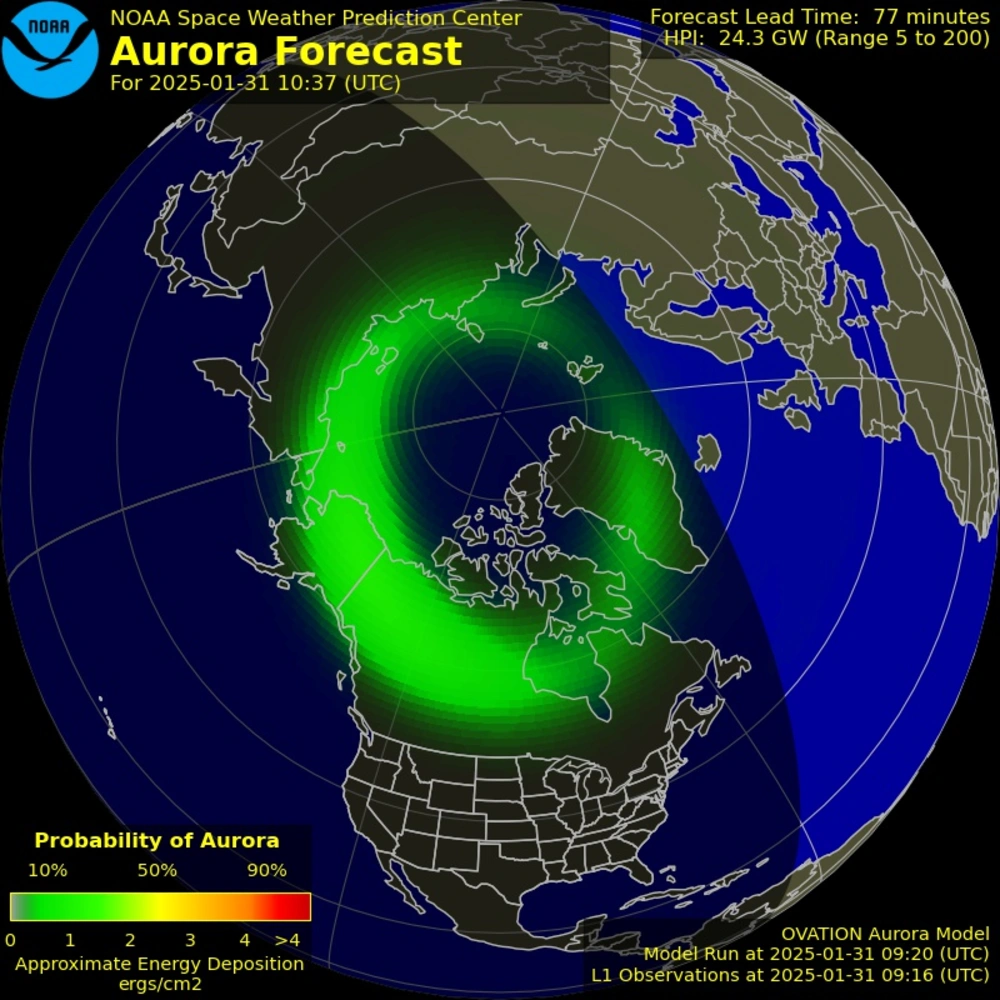 NOAA
NOAA Space Weather Prediction Center
Aurora Forecast
For 2025-01-31 10:37 (UTC)
Forecast Lead Time: 77 minutes
HPI: 24.3 GW (Range 5 to 200)
Probability of Aurora
10% 50% 90%
0 1 2 3 4 >4
Approximate Energy Deposition
ergs/cm2
OVATION Aurora Model
Model Run at 2025-01-31 09:20 (UTC)
L1 Observations at 2025-01-31 09:16 (UTC)